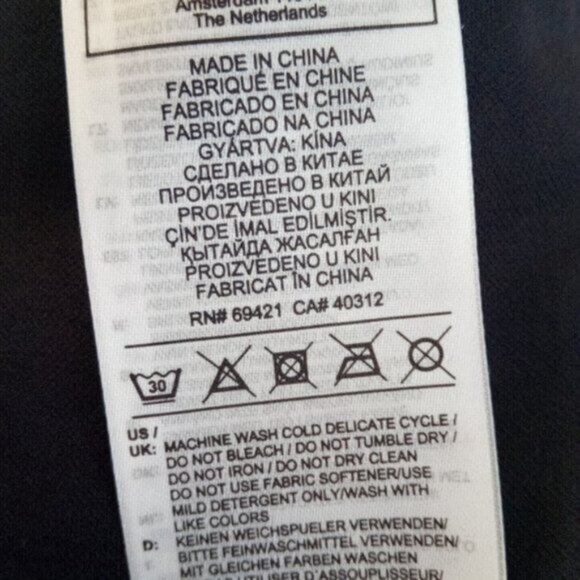 Amsterdam
The Netherlands
MADE IN CHINA
FABRIQUÉ EN CHINE
FABRICADO EN CHINA
FABRICADO NA CHINA
GYÁRTVA: KÍNA
СДЕЛАНО В КИТАЕ
ПРОИЗВЕДЕНО В КИТАЙ
PROIZVEDENO U KINI
ÇİN'DE İMAL EDİLMİŞTİR.
ҚЫТАЙДА ЖАСАЛҒАН
PROIZVEDENO U KINI
FABRICAT ÎN CHINA
RN# 69421 CA# 40312
30
US /
UK: MACHINE WASH COLD DELICATE CYCLE /
DO NOT BLEACH / DO NOT TUMBLE DRY /
DO NOT IRON / DO NOT DRY CLEAN
DO NOT USE FABRIC SOFTENER/USE
MILD DETERGENT ONLY/WASH WITH
LIKE COLORS
D: KEINEN WEICHSPUELER VERWENDEN/
BITTE FEINWASCHMITTEL VERWENDEN/
MIT GLEICHEN FARBEN WASCHEN
UTILISER D'ASSOUPLISSEUR/